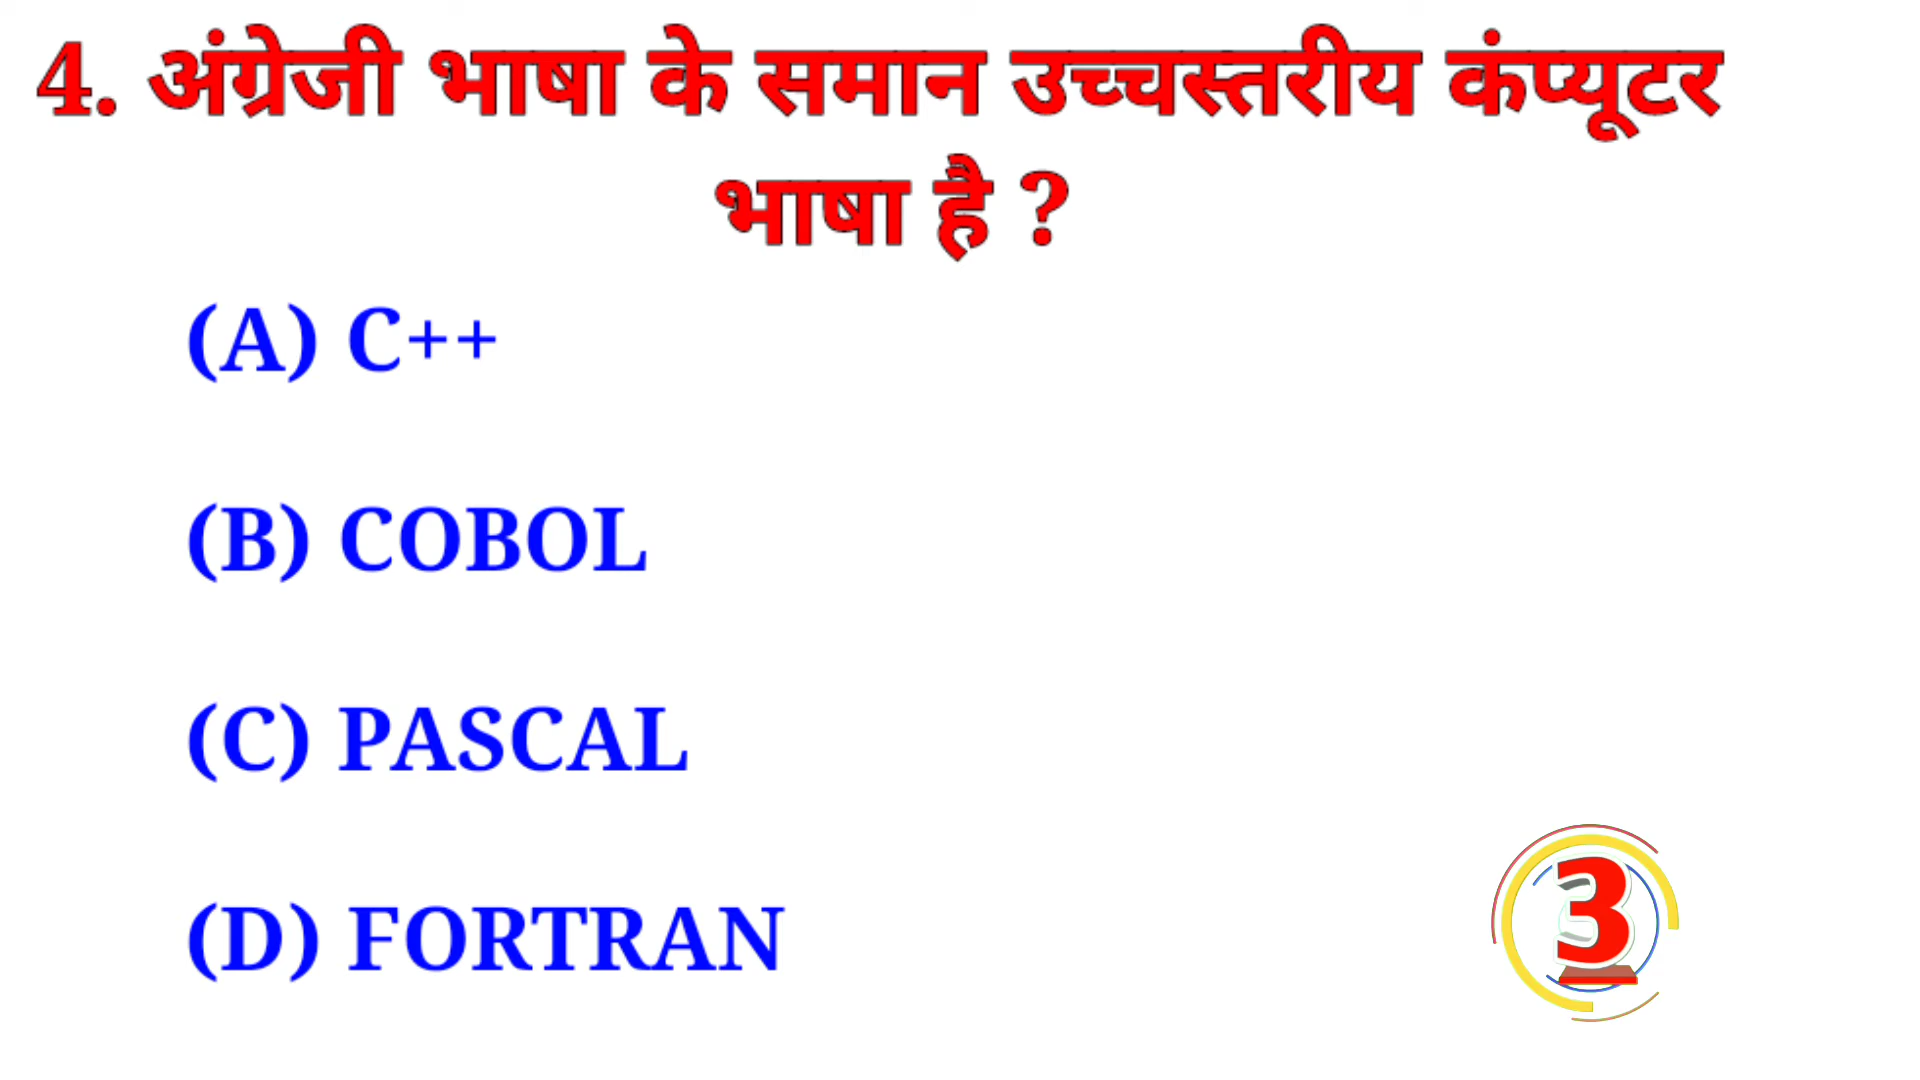 4. अंग्रेजी भाषा के समान उच्चस्तरीय कंप्यूटर
भाषा है ?
(A) C++
(B) COBOL
(C) PASCAL
(D) FORTRAN
3